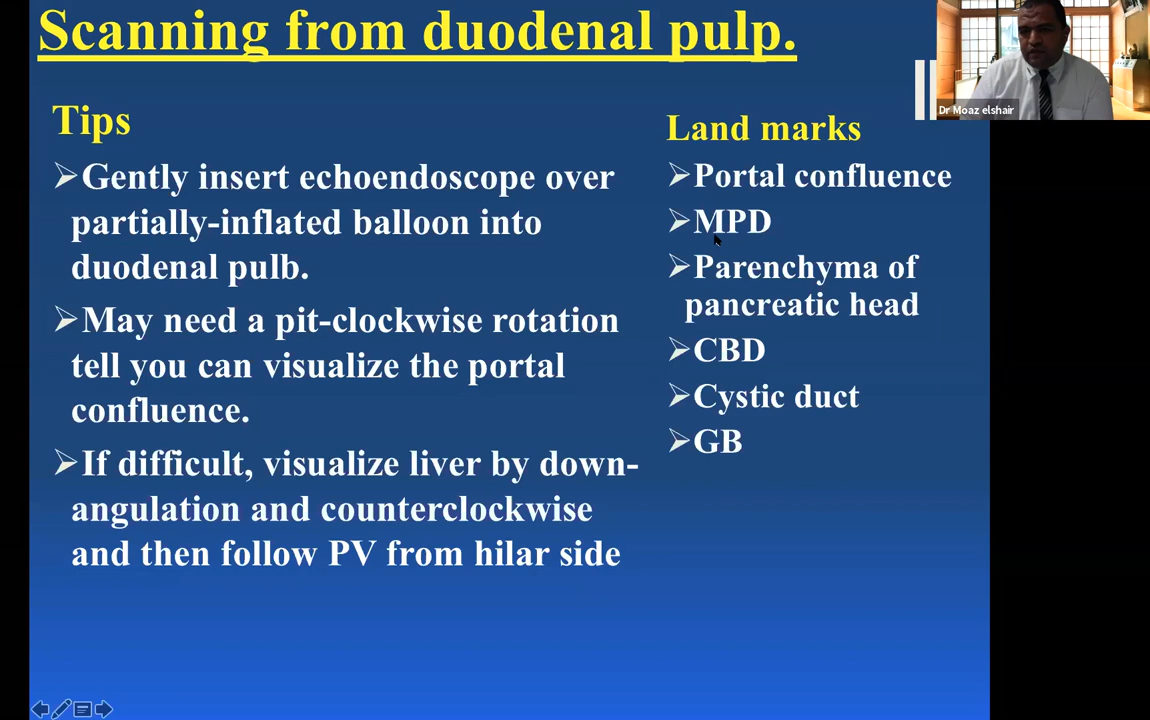 Scanning from duodenal pulp.
Dr Moaz elshair
Tips
➢Gently insert echoendoscope over
partially-inflated balloon into
duodenal pulb.
➢May need a pit-clockwise rotation
tell you can visualize the portal
confluence.
➢If difficult, visualize liver by down-
angulation and counterclockwise
and then follow PV from hilar side
Land marks
➢Portal confluence
➢MPD
➢Parenchyma of
pancreatic head
➢CBD
➢Cystic duct
➢GB